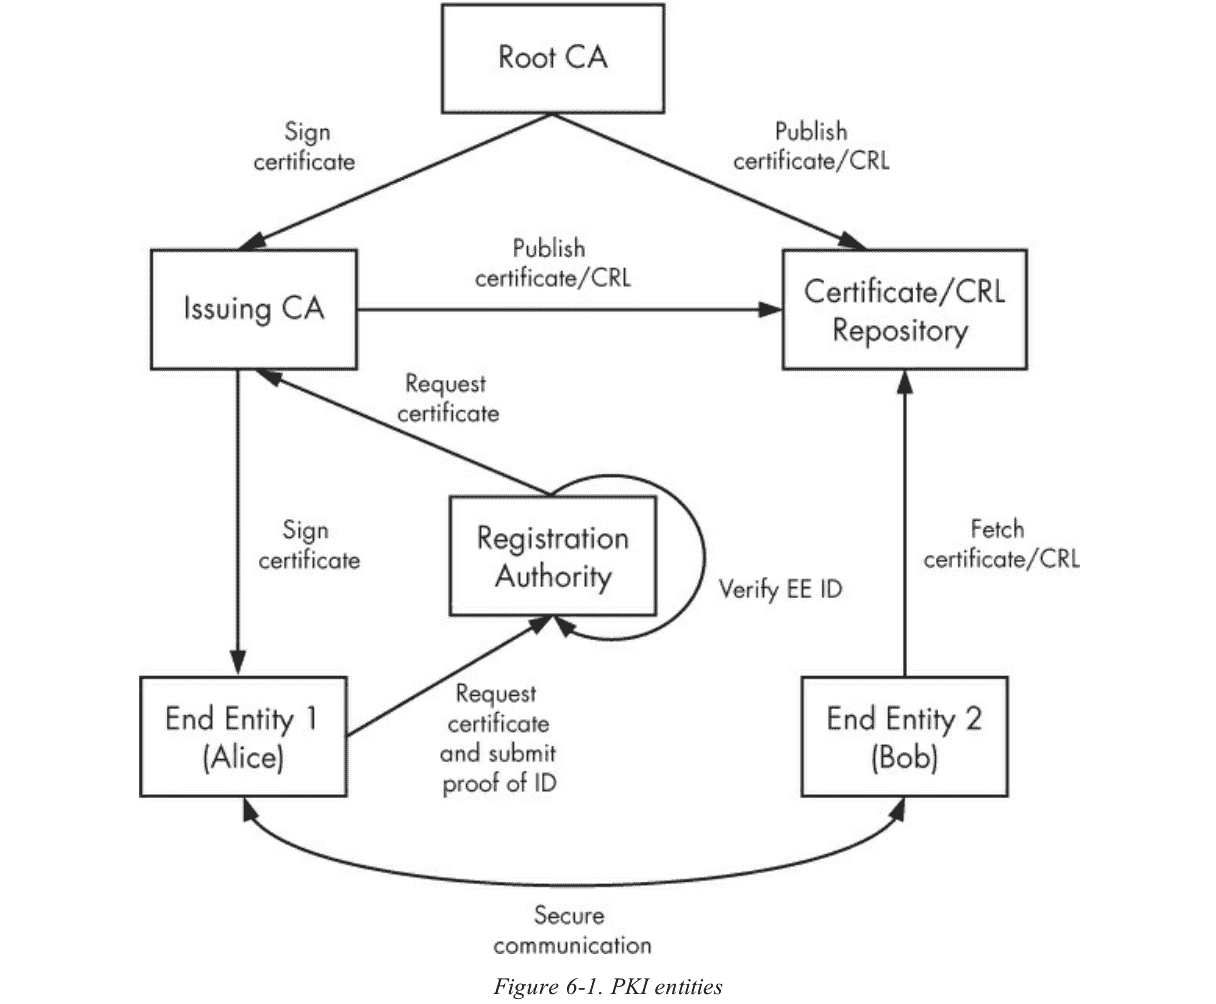 Root CA
Sign
certificate
Publish
certificate/CRL
Issuing CA
Publish
certificate/CRL
Certificate/CRL
Repository
Request
certificate
Sign
certificate
Registration
Authority
Verify EE ID
Fetch
certificate/CRL
End Entity 1
(Alice)
Request
certificate
and submit
proof of ID
End Entity 2
(Bob)
Secure
communication
Figure 6-1. PKI entities